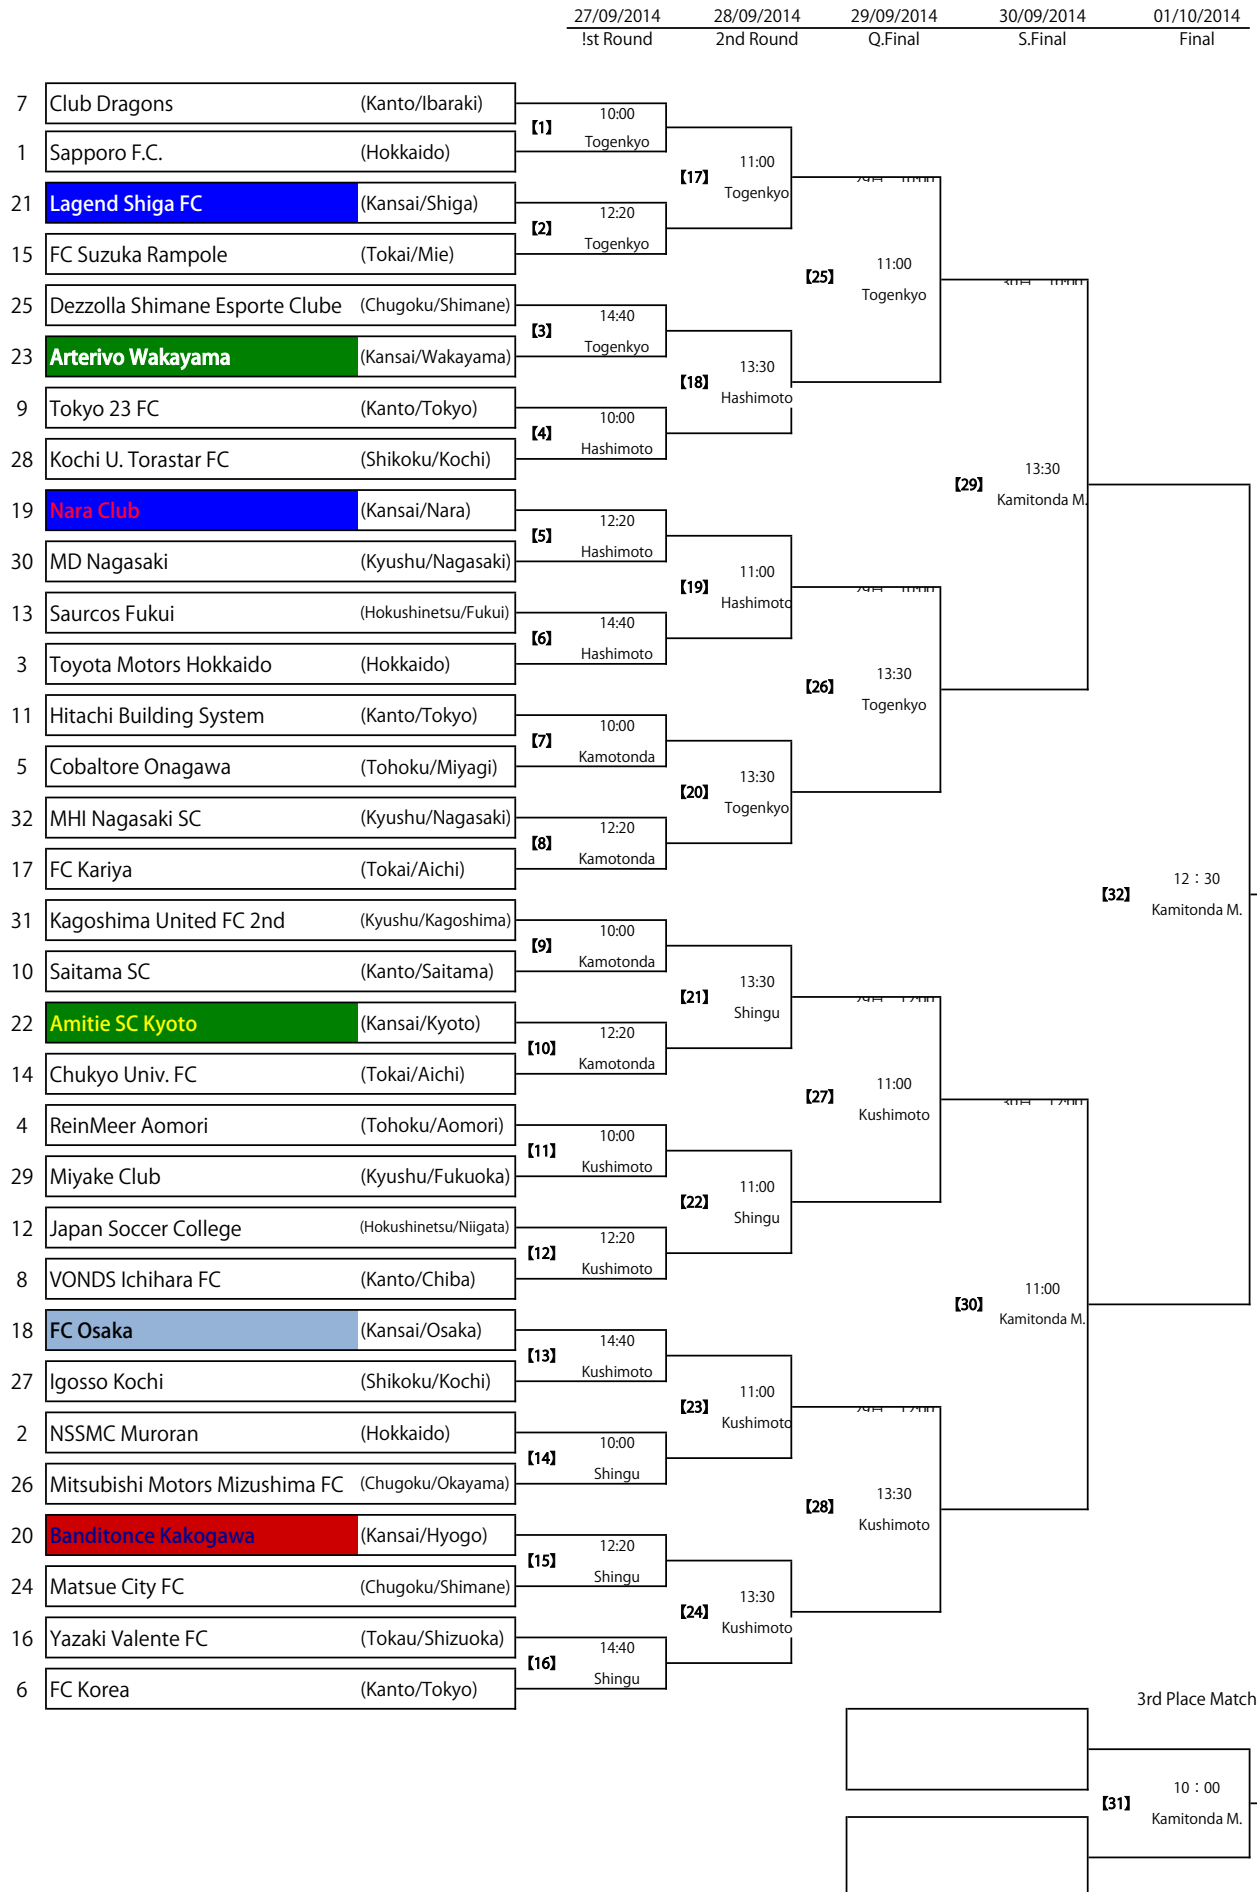 27/09/2014 28/09/2014 29/09/2014 30/09/2014 01/10/2014
!st Round 2nd Round Q.Final S.Final Final
7 Club Dragons (Kanto/Ibaraki)
【1】 10:00 Togenkyo
1 Sapporo F.C. (Hokkaido)
【17】 11:00 Togenkyo
21 Lagend Shiga FC (Kansai/Shiga)
【2】 12:20 Togenkyo
15 FC Suzuka Rampole (Tokai/Mie)
【25】 11:00 Togenkyo
25 Dezzolla Shimane Esporte Clube (Chugoku/Shimane)
【3】 14:40 Togenkyo
23 Arterivo Wakayama (Kansai/Wakayama)
【18】 13:30 Hashimoto
9 Tokyo 23 FC (Kanto/Tokyo)
【4】 10:00 Hashimoto
28 Kochi U. Torastar FC (Shikoku/Kochi)
【29】 13:30 Kamitonda M.
19 Nara Club (Kansai/Nara)
【5】 12:20 Hashimoto
30 MD Nagasaki (Kyushu/Nagasaki)
【19】 11:00 Hashimoto
13 Saurcos Fukui (Hokushinetsu/Fukui)
【6】 14:40 Hashimoto
3 Toyota Motors Hokkaido (Hokkaido)
【26】 13:30 Togenkyo
11 Hitachi Building System (Kanto/Tokyo)
【7】 10:00 Kamotonda
5 Cobaltore Onagawa (Tohoku/Miyagi)
【20】 13:30 Togenkyo
32 MHI Nagasaki SC (Kyushu/Nagasaki)
【8】 12:20 Kamotonda
17 FC Kariya (Tokai/Aichi)
【32】 12：30 Kamitonda M.
31 Kagoshima United FC 2nd (Kyushu/Kagoshima)
【9】 10:00 Kamotonda
10 Saitama SC (Kanto/Saitama)
【21】 13:30 Shingu
22 Amitie SC Kyoto (Kansai/Kyoto)
【10】 12:20 Kamotonda
14 Chukyo Univ. FC (Tokai/Aichi)
【27】 11:00 Kushimoto
4 ReinMeer Aomori (Tohoku/Aomori)
【11】 10:00 Kushimoto
29 Miyake Club (Kyushu/Fukuoka)
【22】 11:00 Shingu
12 Japan Soccer College (Hokushinetsu/Niigata)
【12】 12:20 Kushimoto
8 VONDS Ichihara FC (Kanto/Chiba)
【30】 11:00 Kamitonda M.
18 FC Osaka (Kansai/Osaka)
【13】 14:40 Kushimoto
27 Igosso Kochi (Shikoku/Kochi)
【23】 11:00 Kushimoto
2 NSSMC Muroran (Hokkaido)
【14】 10:00 Shingu
26 Mitsubishi Motors Mizushima FC (Chugoku/Okayama)
【28】 13:30 Kushimoto
20 Banditonce Kakogawa (Kansai/Hyogo)
【15】 12:20 Shingu
24 Matsue City FC (Chugoku/Shimane)
【24】 13:30 Kushimoto
16 Yazaki Valente FC (Tokau/Shizuoka)
【16】 14:40 Shingu
6 FC Korea (Kanto/Tokyo)
3rd Place Match
【31】 10：00 Kamitonda M.